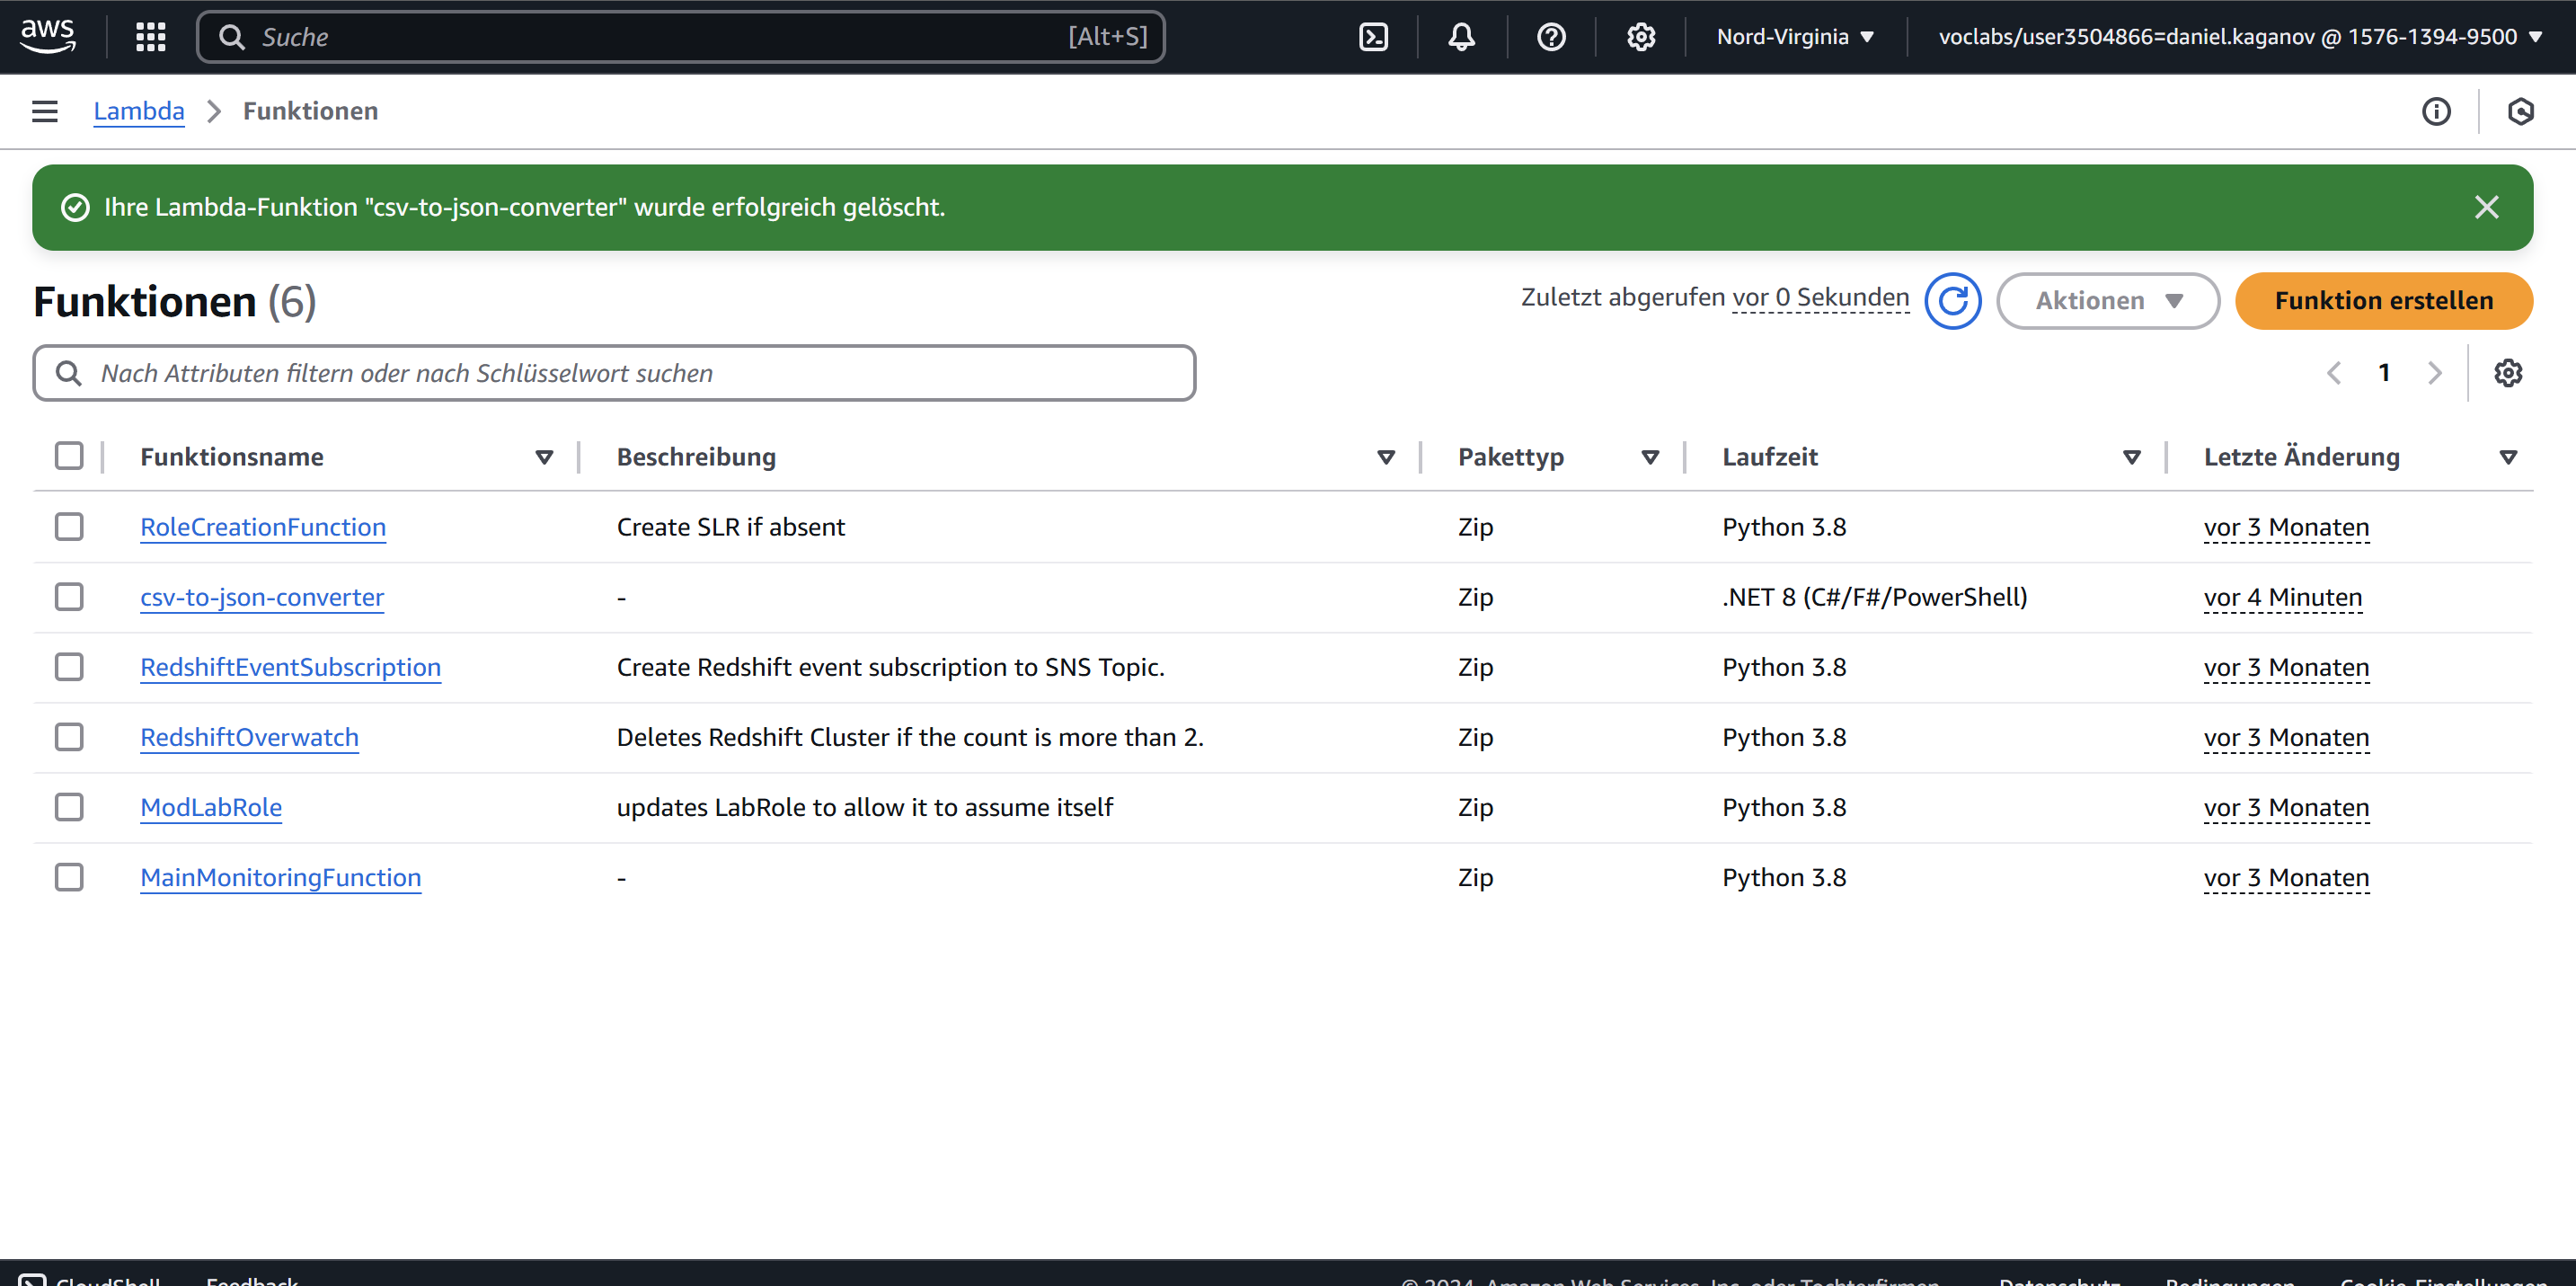 aws
Suche [Alt+S] Nord-Virginia voclabs/user3504866=daniel.kaganov @ 1576-1394-9500
Lambda Funktionen
Ihre Lambda-Funktion "csv-to-json-converter" wurde erfolgreich gelöscht.
Funktionen (6) Zuletzt abgerufen vor 0 Sekunden Aktionen Funktion erstellen
Nach Attributen filtern oder nach Schlüsselwort suchen 1
Funktionsname Beschreibung Pakettyp Laufzeit Letzte Änderung
RoleCreationFunction Create SLR if absent Zip Python 3.8 vor 3 Monaten
csv-to-json-converter - Zip .NET 8 (C#/F#/PowerShell) vor 4 Minuten
RedshiftEventSubscription Create Redshift event subscription to SNS Topic. Zip Python 3.8 vor 3 Monaten
RedshiftOverwatch Deletes Redshift Cluster if the count is more than 2. Zip Python 3.8 vor 3 Monaten
ModLabRole updates LabRole to allow it to assume itself Zip Python 3.8 vor 3 Monaten
MainMonitoringFunction - Zip Python 3.8 vor 3 Monaten
CloudShell Feedback © 2024, Amazon Web Services, Inc. oder Tochterfirmen. Datenschutz Bedingungen Cookie-Einstellungen